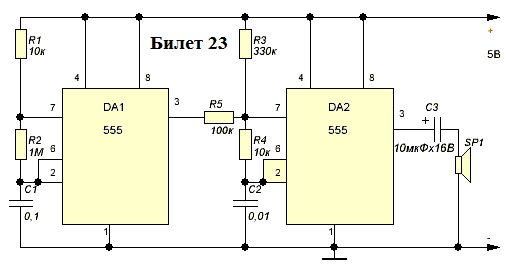 Билет 23
R1
10к
R3
330к
+
5В
4
8
4
8
7
DA1
555
3
R5
100к
7
DA2
555
3
C3
+
10мкФх16В
SP1
R2
1М
6
2
R4
10к
6
2
C1
0,1
C2
0,01
1
1
-